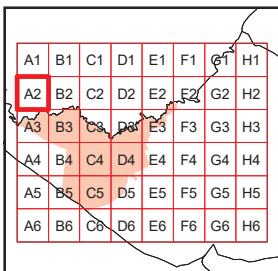 A1 B1 C1 D1 E1 F1 G1 H1
A2 B2 C2 D2 E2 F2 G2 H2
A3 B3 C3 D3 E3 F3 G3 H3
A4 B4 C4 D4 E4 F4 G4 H4
A5 B5 C5 D5 E5 F5 G5 H5
A6 B6 C6 D6 E6 F6 G6 H6